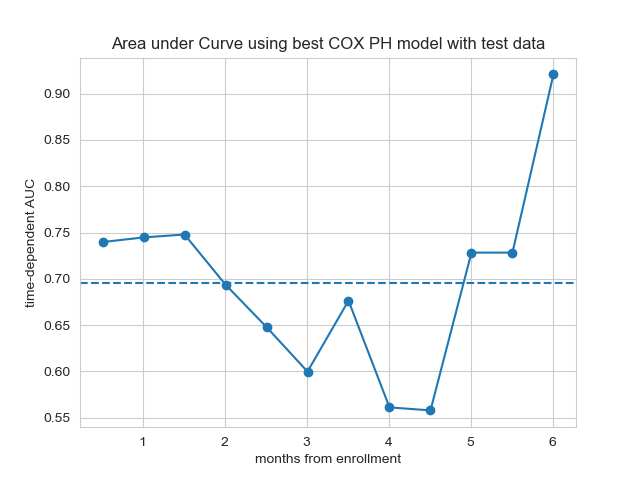 Area under Curve using best COX PH model with test data
time-dependent AUC
0.90
0.85
0.80
0.75
0.70
0.65
0.60
0.55
1 2 3 4 5 6
months from enrollment